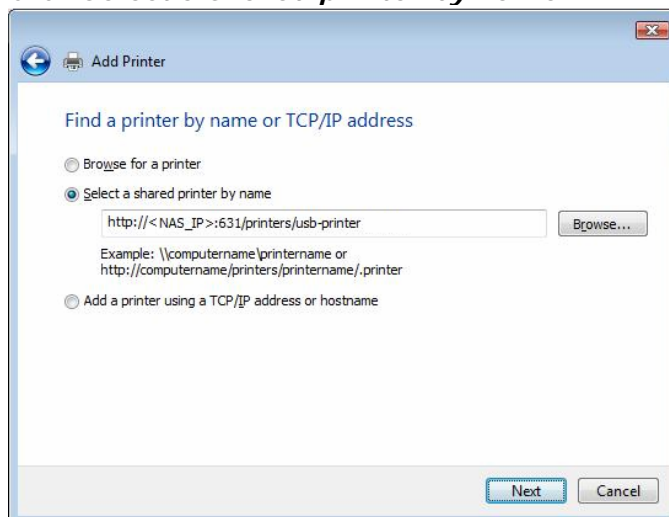 Add Printer
Find a printer by name or TCP/IP address
Browse for a printer
Select a shared printer by name
http://<NAS_IP>:631/printers/usb-printer
Browse...
Example: \\computername\printername or
http://computername/printers/printername/.printer
Add a printer using a TCP/IP address or hostname
Next
Cancel